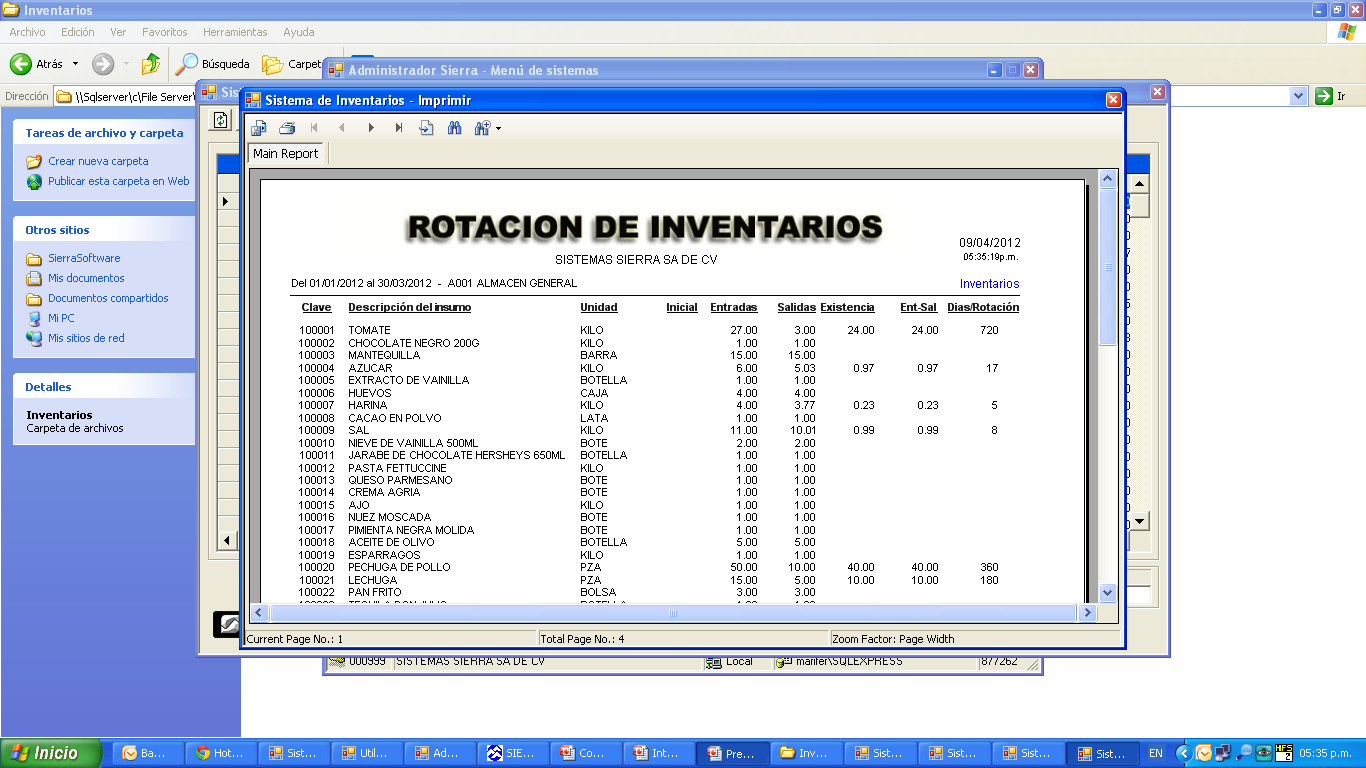 Inventarios
Archivo Edición Ver Favoritos Herramientas Ayuda
Atrás Búsqueda Carpet
Administrador Sierra - Menú de sistemas
Dirección \\Sqlserver\c\File Server\ Sis Ir
Sistema de Inventarios - Imprimir
Tareas de archivo y carpeta
Crear nueva carpeta
Publicar esta carpeta en Web
Otros sitios
SierraSoftware
Mis documentos
Documentos compartidos
Mi PC
Mis sitios de red
Detalles
Inventarios
Carpeta de archivos
Main Report
ROTACION DE INVENTARIOS
09/04/2012
SISTEMAS SIERRA SA DE CV
05:35:19p.m.
Del 01/01/2012 al 30/03/2012 - A001 ALMACEN GENERAL Inventarios
Clave Descripción del insumo Unidad Inicial Entradas Salidas Existencia Ent-Sal Dias/Rotación
100001 TOMATE KILO 27.00 3.00 24.00 24.00 720
100002 CHOCOLATE NEGRO 200G KILO 1.00 1.00
100003 MANTEQUILLA BARRA 15.00 15.00
100004 AZUCAR KILO 6.00 5.03 0.97 0.97 17
100005 EXTRACTO DE VAINILLA BOTELLA 1.00 1.00
100006 HUEVOS CAJA 4.00 4.00
100007 HARINA KILO 4.00 3.77 0.23 0.23 5
100008 CACAO EN POLVO LATA 1.00 1.00
100009 SAL KILO 11.00 10.01 0.99 0.99 8
100010 NIEVE DE VAINILLA 500ML BOTE 2.00 2.00
100011 JARABE DE CHOCOLATE HERSHEYS 650ML BOTELLA 1.00 1.00
100012 PASTA FETTUCCINE KILO 1.00 1.00
100013 QUESO PARMESANO BOTE 1.00 1.00
100014 CREMA AGRIA BOTE 1.00 1.00
100015 AJO KILO 1.00 1.00
100016 NUEZ MOSCADA BOTE 1.00 1.00
100017 PIMIENTA NEGRA MOLIDA BOTE 1.00 1.00
100018 ACEITE DE OLIVO BOTELLA 5.00 5.00
100019 ESPARRAGOS KILO 1.00 1.00
100020 PECHUGA DE POLLO PZA 50.00 10.00 40.00 40.00 360
100021 LECHUGA PZA 15.00 5.00 10.00 10.00 180
100022 PAN FRITO BOLSA 3.00 3.00
Current Page No.: 1 Total Page No.: 4 Zoom Factor: Page Width
000999 SISTEMAS SIERRA SA DE CV Local marifer\SQLEXPRESS 877262
Inicio Ba... Hot... Sist... Util... Ad... SIE... Co... Int... Pre... Inv... Sist... Sist... Sist... Sist... EN HFS 2 05:35 p.m.